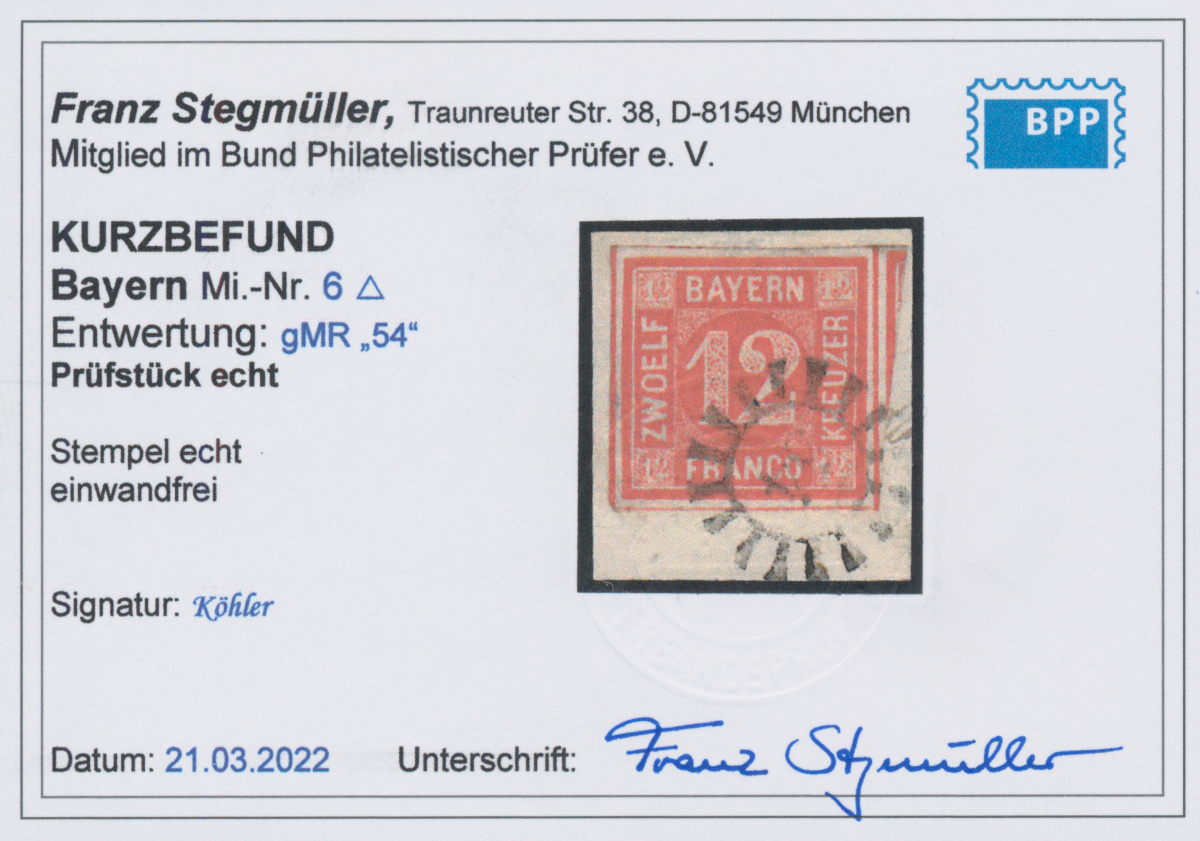 Franz Stegmüller, Traunreuter Str. 38, D-81549 München
Mitglied im Bund Philatelistischer Prüfer e. V.
BPP
KURZBEFUND
Bayern Mi.-Nr. 6 △
Entwertung: gMR „54“
Prüfstück echt
Stempel echt
einwandfrei
Signatur: Köhler
12 BAYERN 12
ZWOELF
12
KREUZER
12 FRANCO 12
Datum: 21.03.2022 Unterschrift: Franz Stegmüller